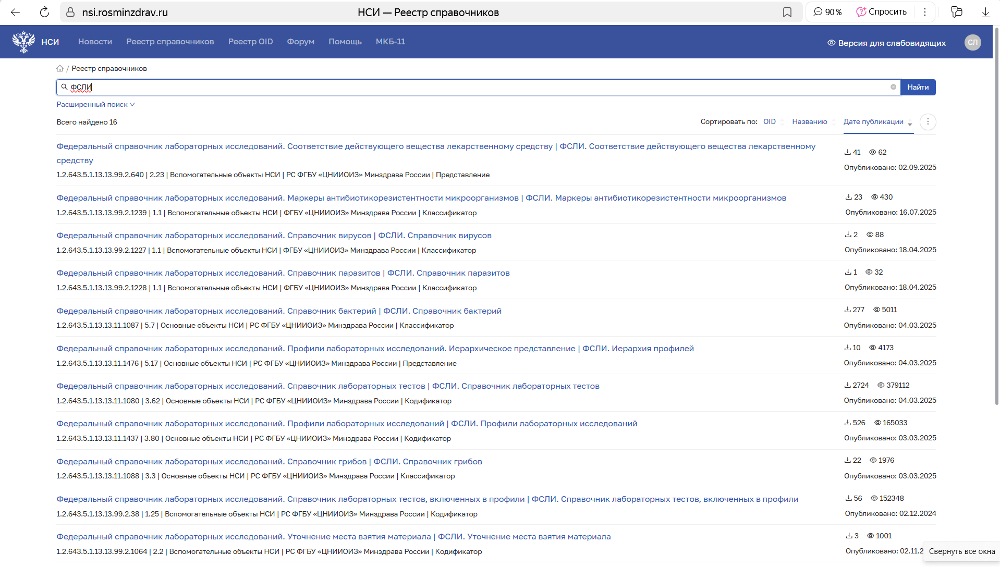 nsi.rosminzdrav.ru
НСИ — Реестр справочников
90 %
Спросить
НСИ
Новости
Реестр справочников
Реестр OID
Форум
Помощь
МКБ-11
Версия для слабовидящих
СЛ
/ Реестр справочников
ФСЛИ
Найти
Расширенный поиск
Всего найдено 16
Сортировать по: OID Названию Дате публикации
Федеральный справочник лабораторных исследований. Соответствие действующего вещества лекарственному средству | ФСЛИ. Соответствие действующего вещества лекарственному
средству
41 62
1.2.643.5.1.13.13.99.2.640 | 2.23 | Вспомогательные объекты НСИ | РС ФГБУ «ЦНИИОИЗ» Минздрава России | Представление
Опубликовано: 02.09.2025
Федеральный справочник лабораторных исследований. Маркеры антибиотикорезистентности микроорганизмов | ФСЛИ. Маркеры антибиотикорезистентности микроорганизмов
23 430
1.2.643.5.1.13.13.99.2.1239 | 1.1 | Вспомогательные объекты НСИ | ФГБУ «ЦНИИОИЗ» Минздрава России | Классификатор
Опубликовано: 16.07.2025
Федеральный справочник лабораторных исследований. Справочник вирусов | ФСЛИ. Справочник вирусов
2 88
1.2.643.5.1.13.13.99.2.1227 | 1.1 | Вспомогательные объекты НСИ | ФГБУ «ЦНИИОИЗ» Минздрава России | Классификатор
Опубликовано: 18.04.2025
Федеральный справочник лабораторных исследований. Справочник паразитов | ФСЛИ. Справочник паразитов
1 32
1.2.643.5.1.13.13.99.2.1228 | 1.1 | Вспомогательные объекты НСИ | ФГБУ «ЦНИИОИЗ» Минздрава России | Классификатор
Опубликовано: 18.04.2025
Федеральный справочник лабораторных исследований. Справочник бактерий | ФСЛИ. Справочник бактерий
277 5011
1.2.643.5.1.13.13.11.1087 | 5.7 | Основные объекты НСИ | РС ФГБУ «ЦНИИОИЗ» Минздрава России | Классификатор
Опубликовано: 04.03.2025
Федеральный справочник лабораторных исследований. Профили лабораторных исследований. Иерархическое представление | ФСЛИ. Иерархия профилей
10 4173
1.2.643.5.1.13.13.11.1476 | 5.17 | Основные объекты НСИ | РС ФГБУ «ЦНИИОИЗ» Минздрава России | Представление
Опубликовано: 04.03.2025
Федеральный справочник лабораторных исследований. Справочник лабораторных тестов | ФСЛИ. Справочник лабораторных тестов
2724 379112
1.2.643.5.1.13.13.11.1080 | 3.62 | Основные объекты НСИ | РС ФГБУ «ЦНИИОИЗ» Минздрава России | Кодификатор
Опубликовано: 04.03.2025
Федеральный справочник лабораторных исследований. Профили лабораторных исследований | ФСЛИ. Профили лабораторных исследований
526 165033
1.2.643.5.1.13.13.11.1437 | 3.80 | Основные объекты НСИ | РС ФГБУ «ЦНИИОИЗ» Минздрава России | Кодификатор
Опубликовано: 03.03.2025
Федеральный справочник лабораторных исследований. Справочник грибов | ФСЛИ. Справочник грибов
22 1976
1.2.643.5.1.13.13.11.1088 | 3.3 | Основные объекты НСИ | РС ФГБУ «ЦНИИОИЗ» Минздрава России | Классификатор
Опубликовано: 03.03.2025
Федеральный справочник лабораторных исследований. Справочник лабораторных тестов, включенных в профили | ФСЛИ. Справочник лабораторных тестов, включенных в профили
56 152348
1.2.643.5.1.13.13.99.2.38 | 1.25 | Вспомогательные объекты НСИ | РС ФГБУ «ЦНИИОИЗ» Минздрава России | Кодификатор
Опубликовано: 02.12.2024
Федеральный справочник лабораторных исследований. Уточнение места взятия материала | ФСЛИ. Уточнение места взятия материала
3 1001
1.2.643.5.1.13.13.99.2.1064 | 2.2 | Вспомогательные объекты НСИ | РС ФГБУ «ЦНИИОИЗ» Минздрава России | Кодификатор
Опубликовано: 02.11.2
Свернуть все окна